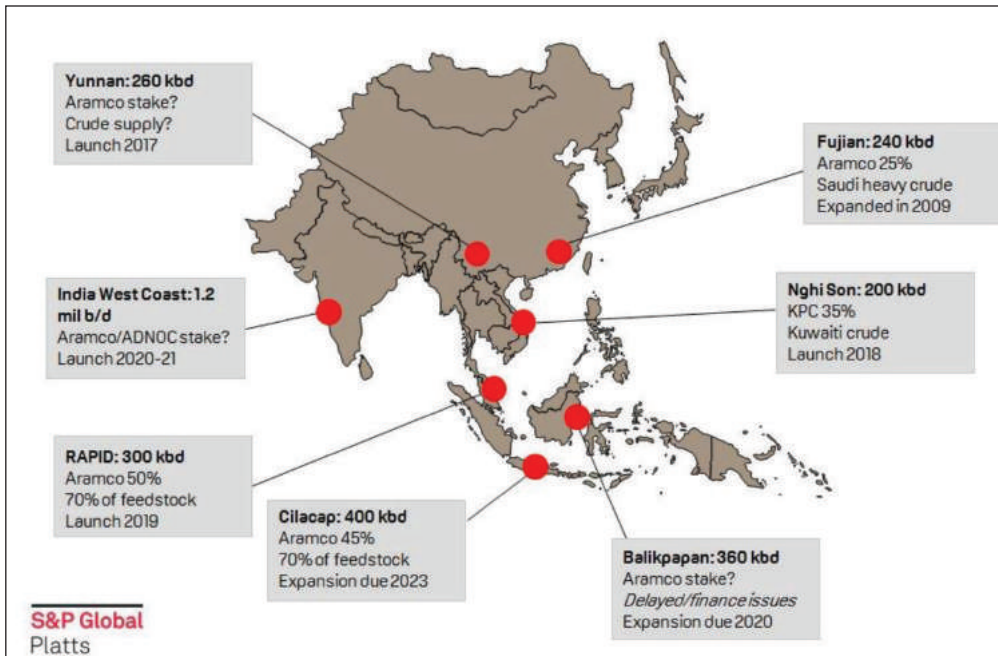 Yunnan: 260 kbd
Aramco stake?
Crude supply?
Launch 2017
Fujian: 240 kbd
Aramco 25%
Saudi heavy crude
Expanded in 2009
India West Coast: 1.2
mil b/d
Aramco/ADNOC stake?
Launch 2020-21
Nghi Son: 200 kbd
KPC 35%
Kuwaiti crude
Launch 2018
RAPID: 300 kbd
Aramco 50%
70% of feedstock
Launch 2019
Cilacap: 400 kbd
Aramco 45%
70% of feedstock
Expansion due 2023
Balikpapan: 360 kbd
Aramco stake?
Delayed/finance issues
Expansion due 2020
S&P Global
Platts